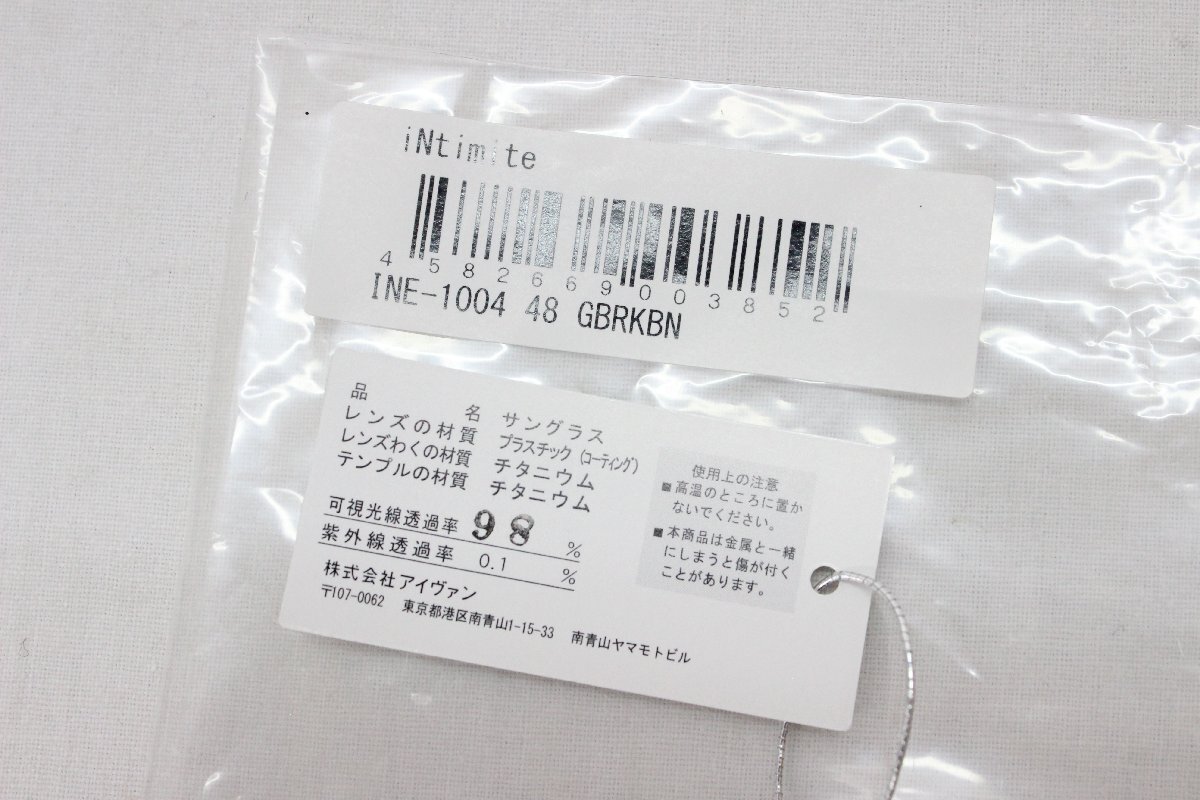 iNtimite
4582669003852
INE-1004 48 GBRKBN
品名 サングラス
レンズの材質 プラスチック(コーティング)
レンズわくの材質 チタニウム
テンプルの材質 チタニウム
可視光線透過率 98 %
紫外線透過率 0.1 %
株式会社アイヴァン
〒107-0062 東京都港区南青山1-15-33 南青山ヤマモトビル
使用上の注意
■高温のところに置か
ないでください。
■本商品は金属と一緒
にしまうと傷が付く
ことがあります。